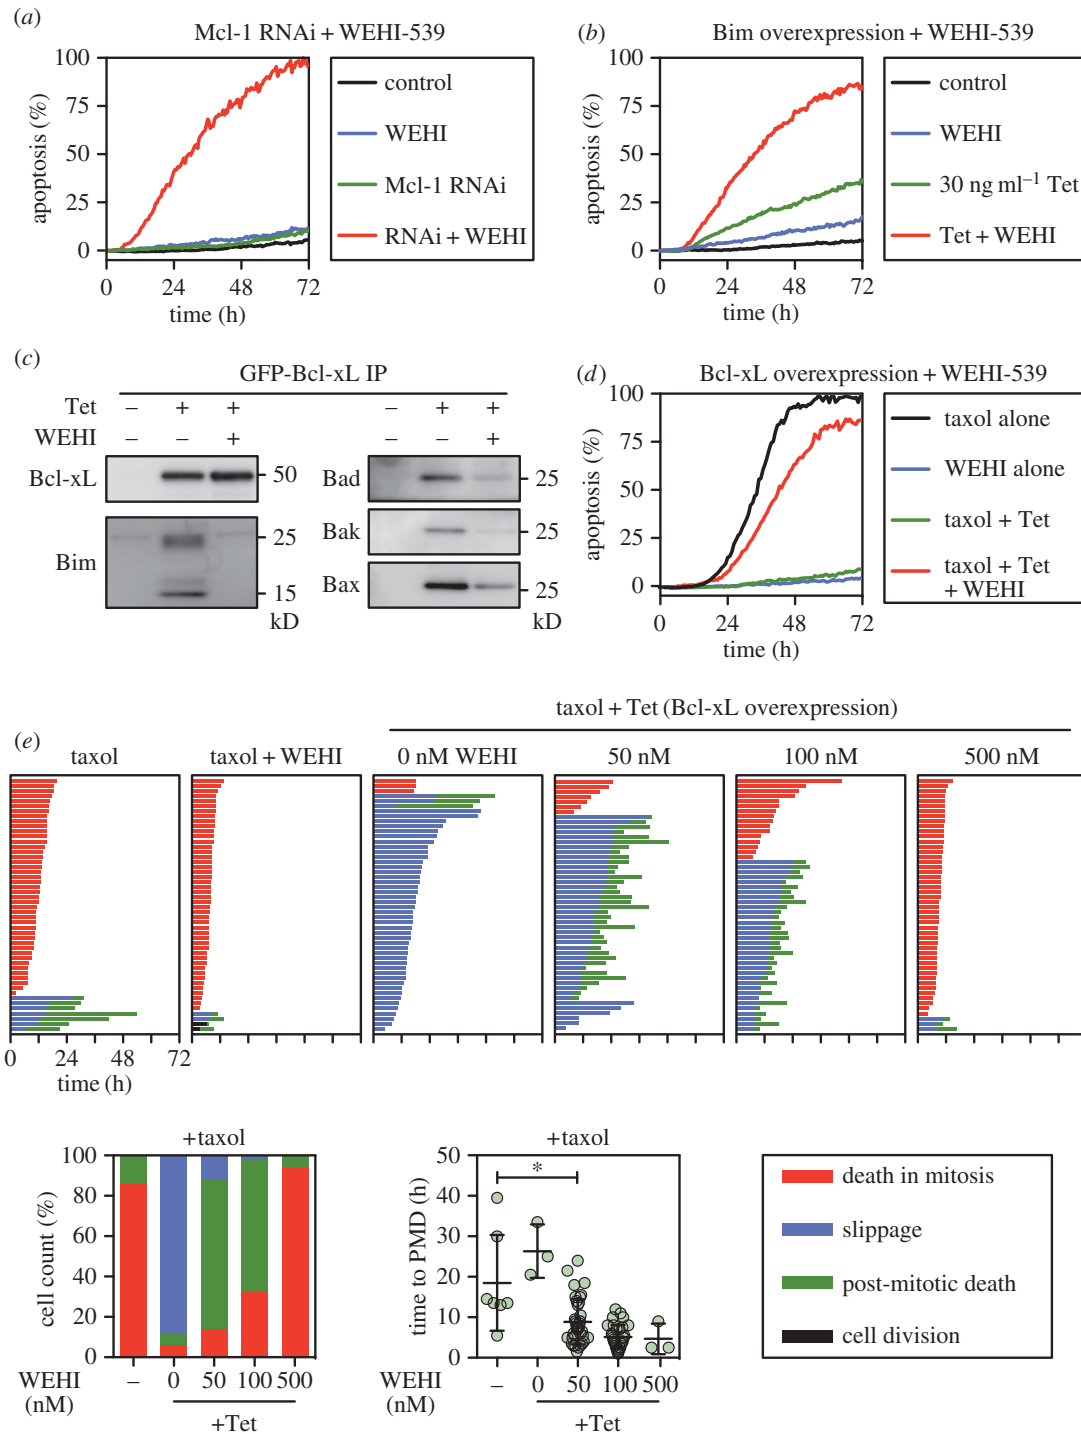 (a)
Mcl-1 RNAi + WEHI-539
100
75
50
25
0
apoptosis (%)
0 24 48 72
time (h)
control
WEHI
Mcl-1 RNAi
RNAi + WEHI
(b)
Bim overexpression + WEHI-539
100
75
50
25
0
apoptosis (%)
0 24 48 72
time (h)
control
WEHI
30 ng ml⁻¹ Tet
Tet + WEHI
(c)
GFP-Bcl-xL IP
Tet – + + – + +
WEHI – – + – – +
Bcl-xL 50
Bim 25
15
kD
Bad 25
Bak 25
Bax 25
kD
(d)
Bcl-xL overexpression + WEHI-539
100
75
50
25
0
apoptosis (%)
0 24 48 72
time (h)
taxol alone
WEHI alone
taxol + Tet
taxol + Tet
+ WEHI
(e)
taxol + Tet (Bcl-xL overexpression)
taxol taxol + WEHI 0 nM WEHI 50 nM 100 nM 500 nM
0 24 48 72
time (h)
+taxol
100
80
60
40
20
0
cell count (%)
WEHI – 0 50 100 500
(nM)
+Tet
+taxol
50
40
30
20
10
0
time to PMD (h)
*
WEHI – 0 50 100 500
(nM)
+Tet
death in mitosis
slippage
post-mitotic death
cell division